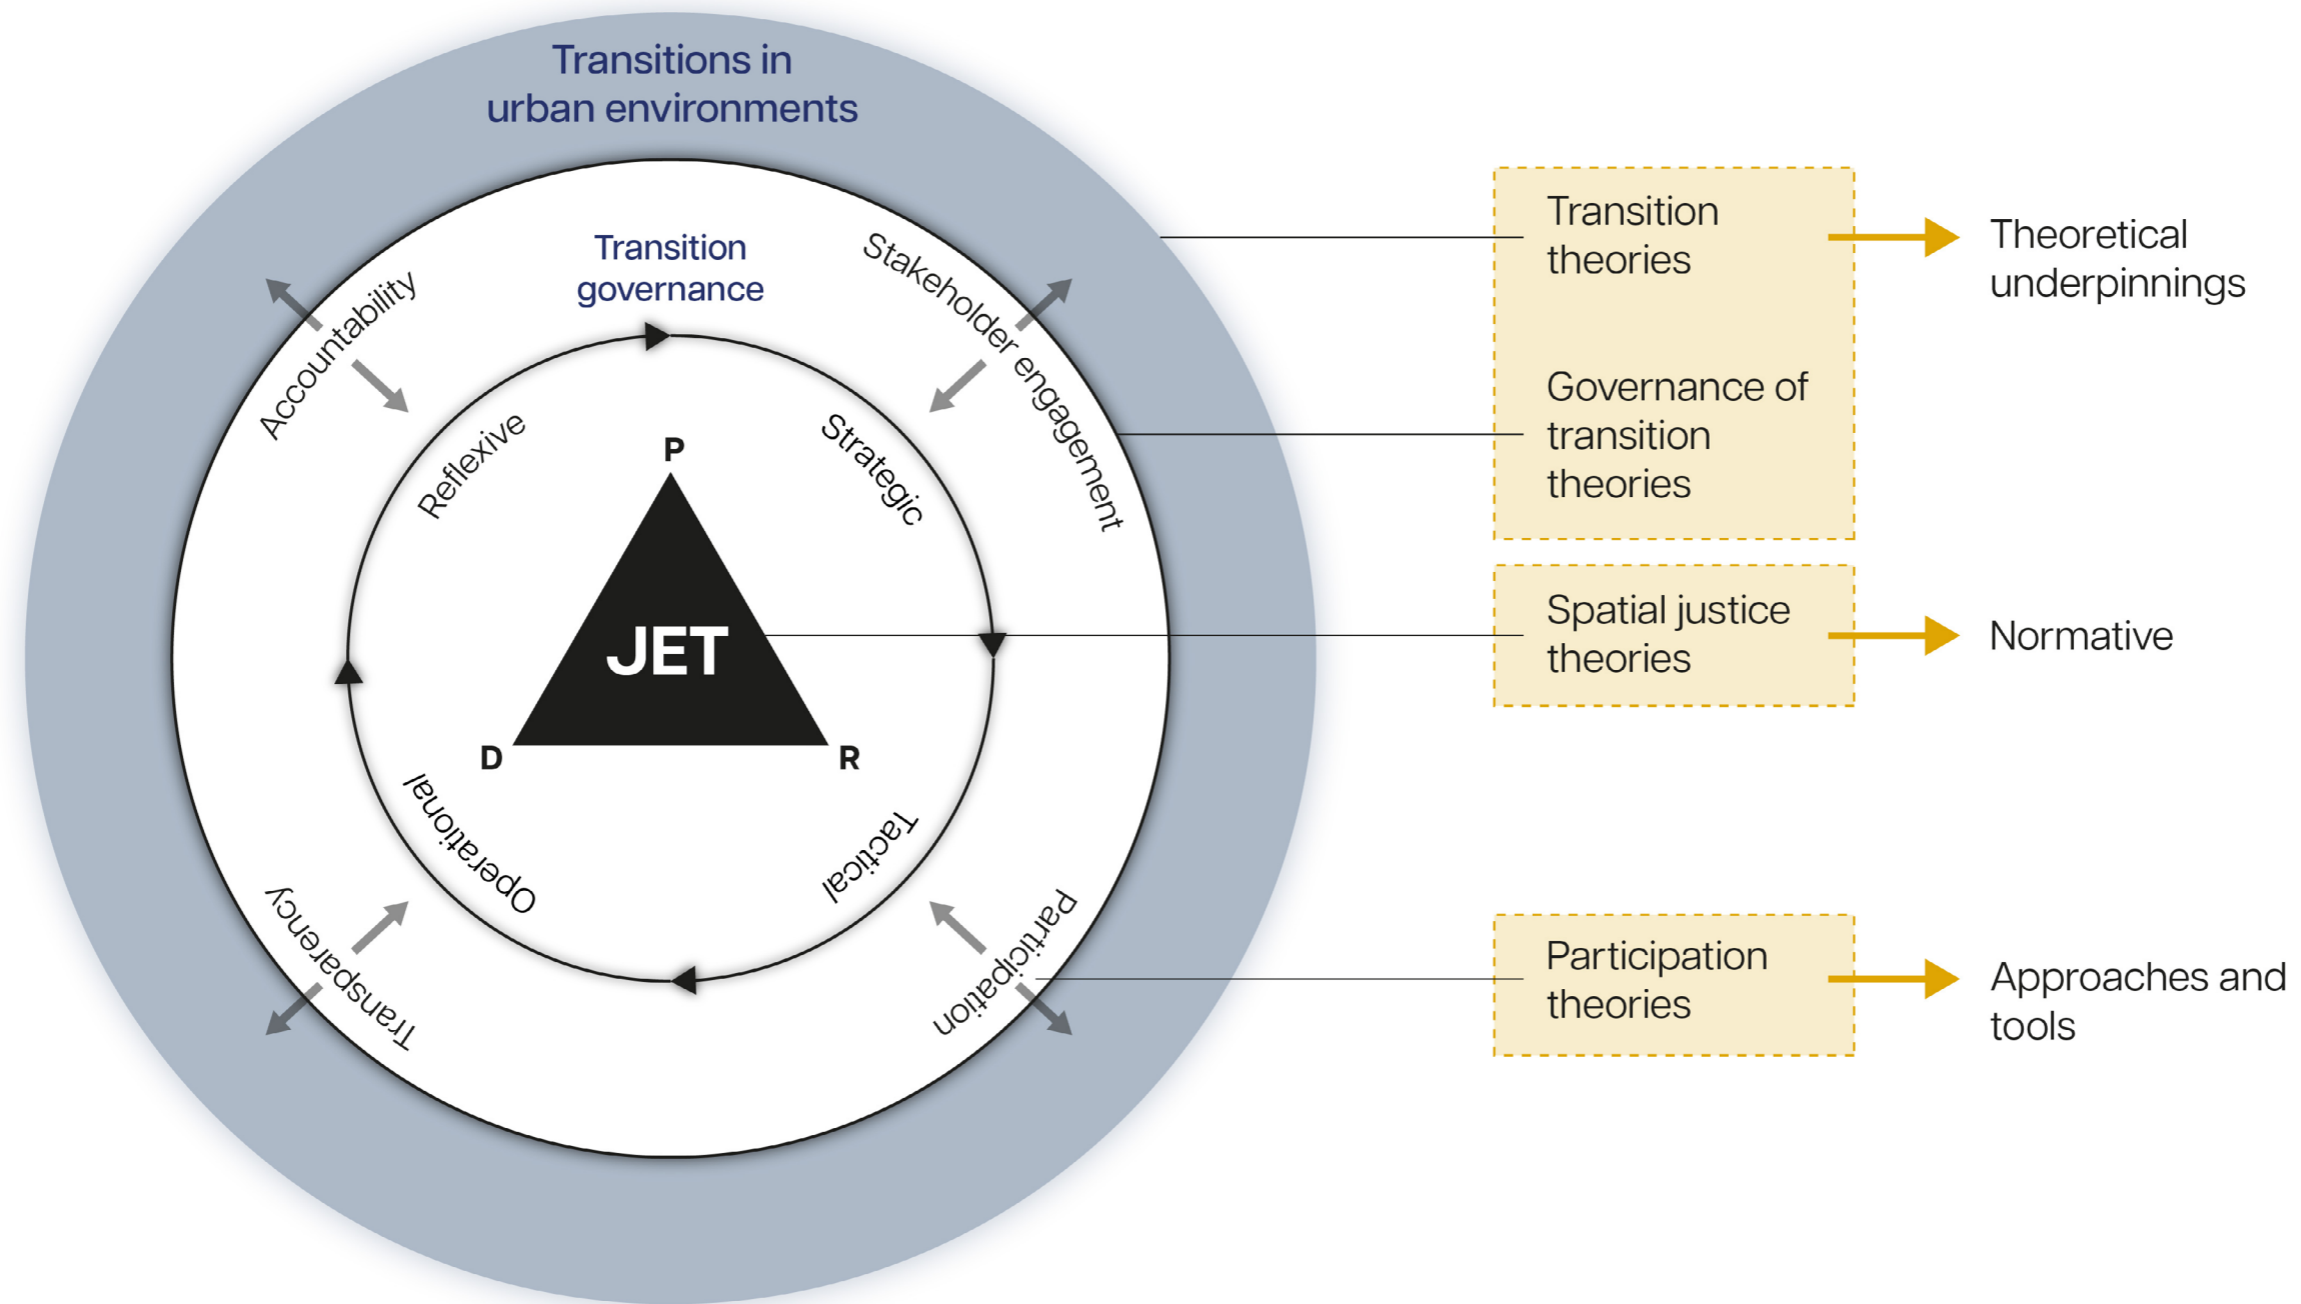 Transitions in
urban environments
Transition
governance
Accountability
Stakeholder engagement
Reflexive
Strategic
P
JET
D
R
Operational
Tactical
Transparency
Participation
Transition
theories
Governance of
transition
theories
Spatial justice
theories
Participation
theories
Theoretical
underpinnings
Normative
Approaches and
tools